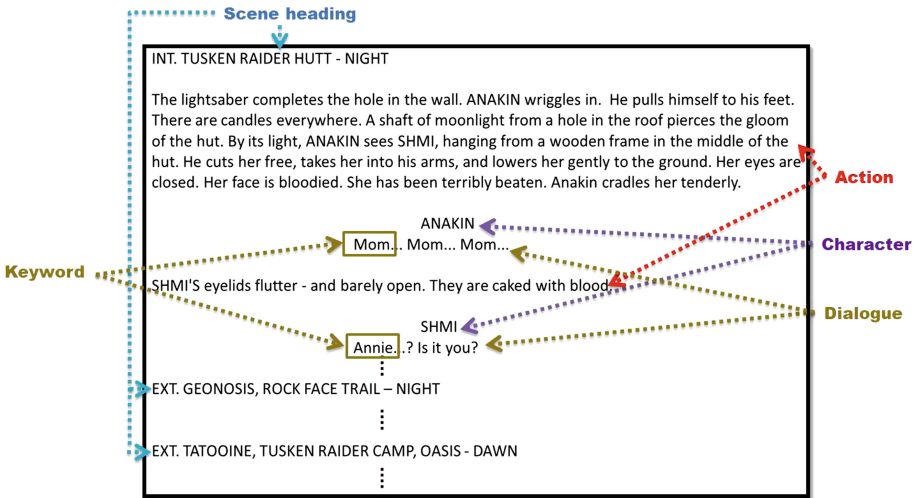 Scene heading
INT. TUSKEN RAIDER HUTT - NIGHT
The lightsaber completes the hole in the wall. ANAKIN wriggles in.  He pulls himself to his feet.
There are candles everywhere. A shaft of moonlight from a hole in the roof pierces the gloom
of the hut. By its light, ANAKIN sees SHMI, hanging from a wooden frame in the middle of the
hut. He cuts her free, takes her into his arms, and lowers her gently to the ground. Her eyes are
closed. Her face is bloodied. She has been terribly beaten. Anakin cradles her tenderly.
Action
ANAKIN
Mom... Mom... Mom...
Character
Keyword
SHMI'S eyelids flutter - and barely open. They are caked with blood...
Dialogue
SHMI
Annie...? Is it you?
EXT. GEONOSIS, ROCK FACE TRAIL – NIGHT
EXT. TATOOINE, TUSKEN RAIDER CAMP, OASIS - DAWN